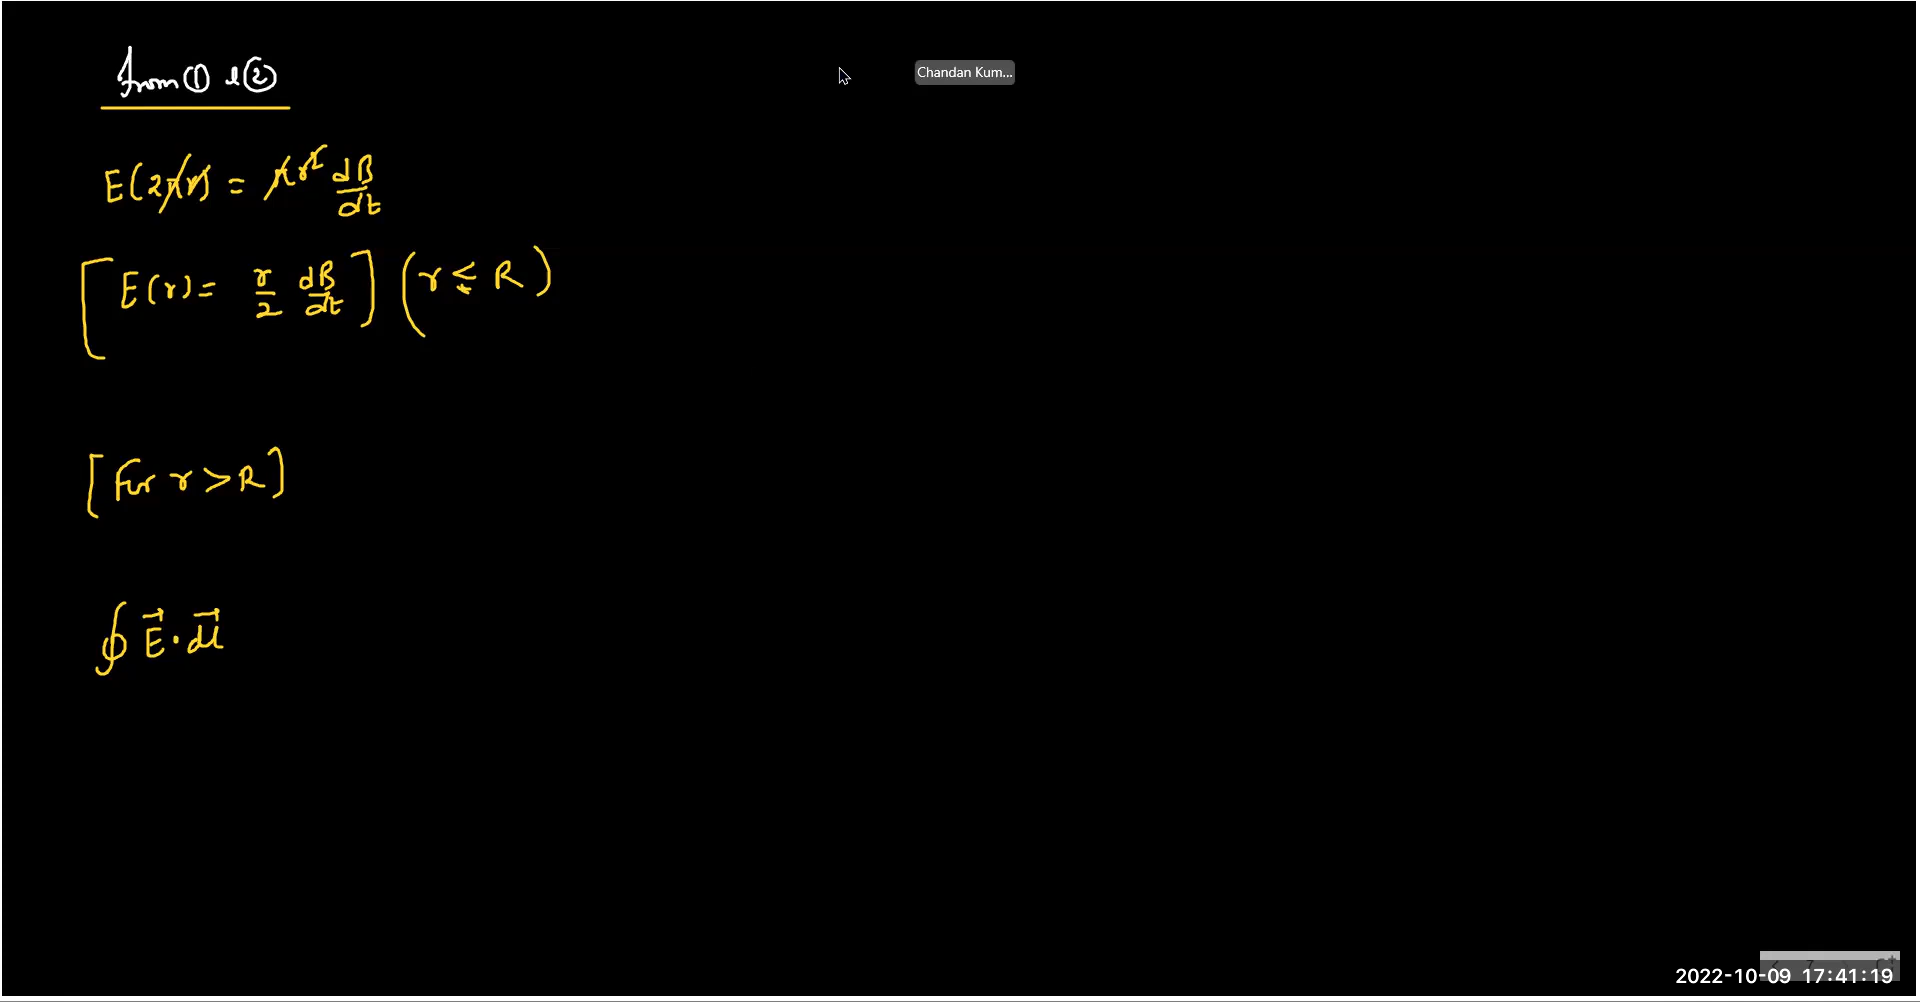 from ① & ②
Chandan Kum...
E(2πr) = πr² dB/dt
[E(r) = r/2 dB/dt] (r ≤ R)
[For r > R]
∮ E⃗ · dl⃗
2022-10-09 17:41:19